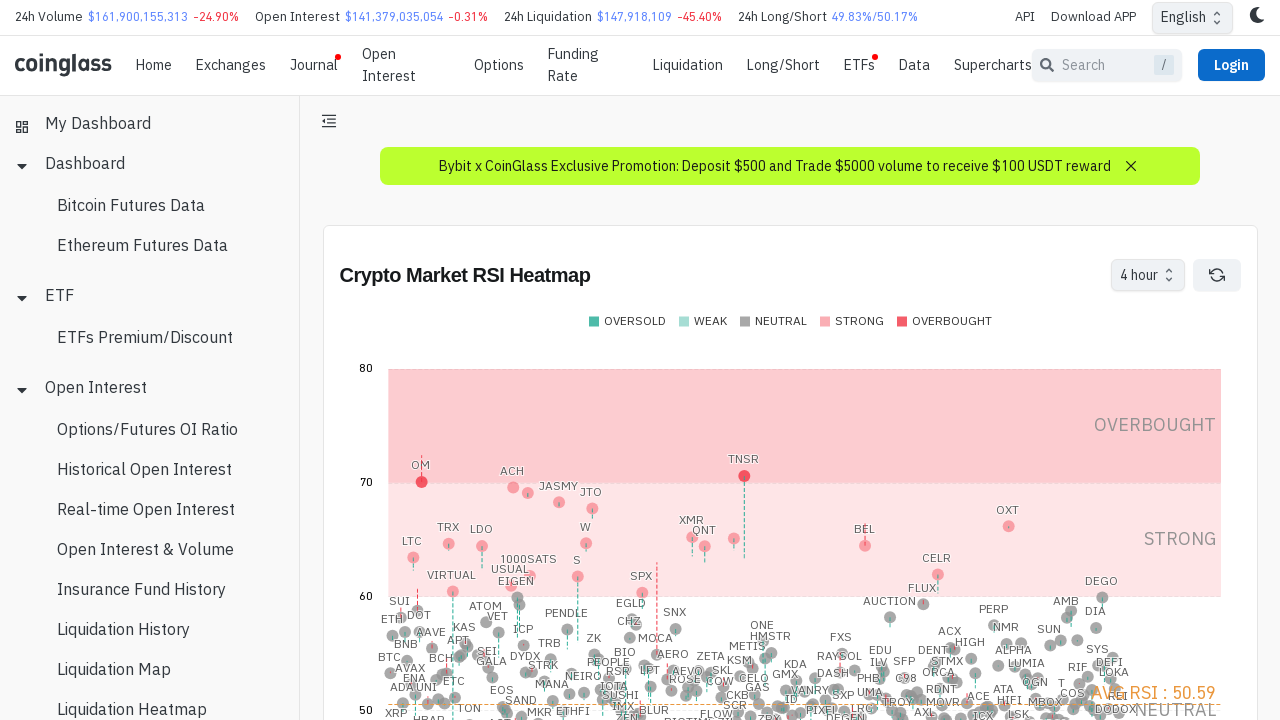 24h Volume $161,900,155,313 -24.90% Open Interest $141,379,035,054 -0.31% 24h Liquidation $147,918,109 -45.40% 24h Long/Short 49.83%/50.17% API Download APP English
coinglass Home Exchanges Journal Open Interest Options Funding Rate Liquidation Long/Short ETFs Data Supercharts Search / Login
My Dashboard
Dashboard
Bitcoin Futures Data
Ethereum Futures Data
ETF
ETFs Premium/Discount
Open Interest
Options/Futures OI Ratio
Historical Open Interest
Real-time Open Interest
Open Interest & Volume
Insurance Fund History
Liquidation History
Liquidation Map
Liquidation Heatmap
Bybit x CoinGlass Exclusive Promotion: Deposit $500 and Trade $5000 volume to receive $100 USDT reward
Crypto Market RSI Heatmap
4 hour
OVERSOLD WEAK NEUTRAL STRONG OVERBOUGHT
80
OVERBOUGHT
TNSR
OM ACH
70
JASMY JTO
OXT
TRX LDO W XMR QNT BEL
STRONG
LTC
1000SATS S CELR
VIRTUAL USUAL EIGEN SPX DEGO
FLUX
60
SUI ATOM EGLD AUCTION AMB
ETH DOT VET PENDLE SNX PERP DIA
KAS ICP CHZ ONE NMR SUN
AAVE APT TRB ZK MOCA HMSTR FXS ACX
BNB SEI BIO METIS EDU DENT HIGH ALPHA SYS
BTC BCH GALA DYDX PEOPLE AERO KSM ZETA RAYSOL ILV SFP STMX LUMIA DEFI
AVAX STRK RSR LPT AEVO SKL KDA DASH ORCA RIF LOKA
ENA ETC NEIRO ROSE COW CELO GMX PHB C98 OGN T
ADA UNI EOS MANA IOTA GAS VANRY SXP UMA RDNT ATA COS AVG RSI : 50.59
SAND SUSHI CKB ID TROY MOVR ACE HIFI MBOX REI
XRP TON MKR ETHFI IMX BLUR SCR PIXEL LRC AXL ICX LSK DODOX NEUTRAL
50
HBAR ZEN FLOW ZRX DEGEN